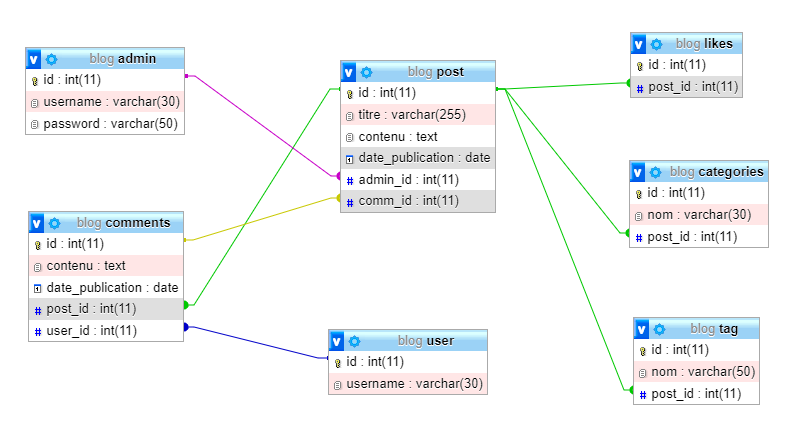 v blog admin
id : int(11)
username : varchar(30)
password : varchar(50)
v blog post
id : int(11)
titre : varchar(255)
contenu : text
date_publication : date
# admin_id : int(11)
# comm_id : int(11)
v blog likes
id : int(11)
# post_id : int(11)
v blog categories
id : int(11)
nom : varchar(30)
# post_id : int(11)
v blog comments
id : int(11)
contenu : text
date_publication : date
# post_id : int(11)
# user_id : int(11)
v blog user
id : int(11)
username : varchar(30)
v blog tag
id : int(11)
nom : varchar(50)
# post_id : int(11)